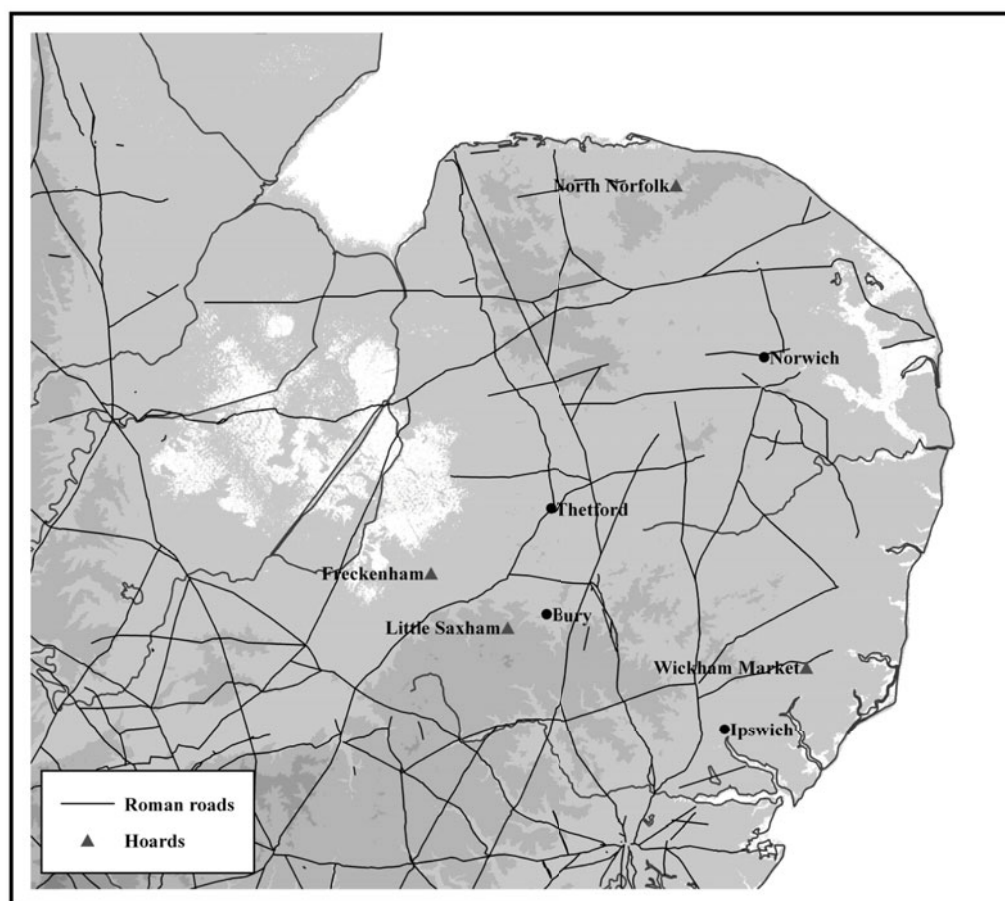 North Norfolk
Norwich
Thetford
Freckenham
Bury
Little Saxham
Wickham Market
Ipswich
Roman roads
Hoards